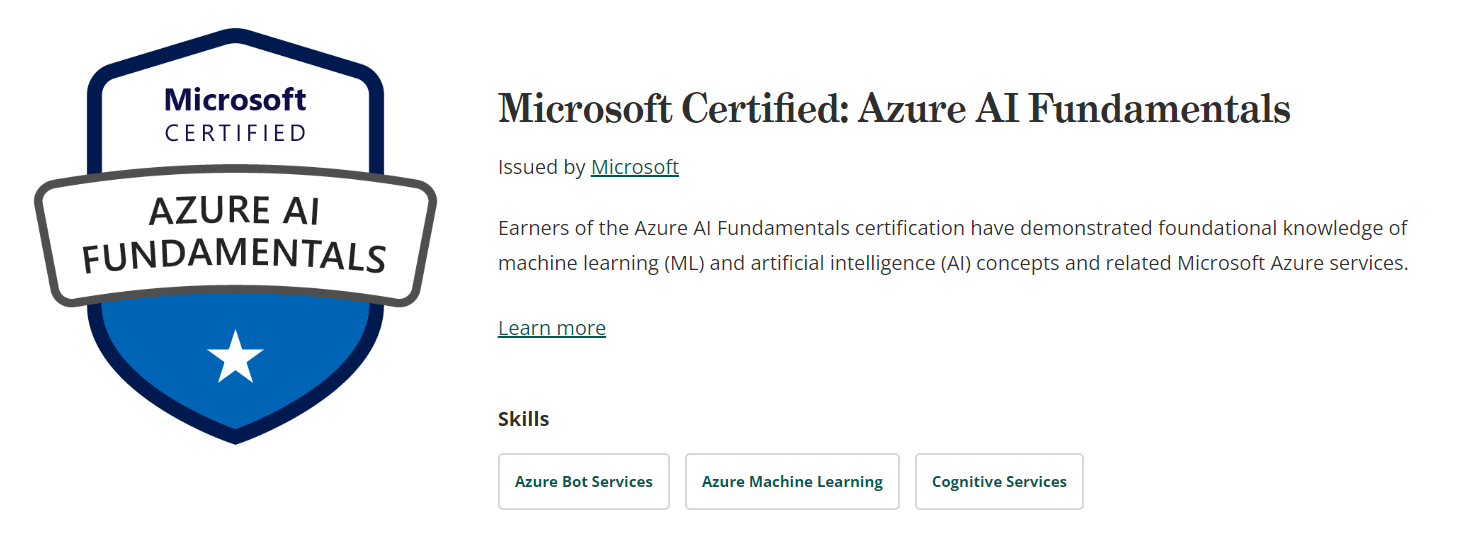 Microsoft
CERTIFIED
AZURE AI
FUNDAMENTALS
Microsoft Certified: Azure AI Fundamentals
Issued by Microsoft
Earners of the Azure AI Fundamentals certification have demonstrated foundational knowledge of
machine learning (ML) and artificial intelligence (AI) concepts and related Microsoft Azure services.
Learn more
Skills
Azure Bot Services
Azure Machine Learning
Cognitive Services